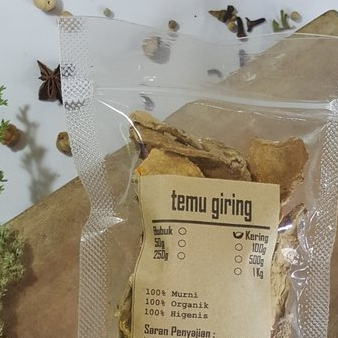 temu giring
Bubuk Kering
50g 100g
250g 500g
1Kg
100% Murni
100% Organik
100% Higenis
Saran Penyajian :